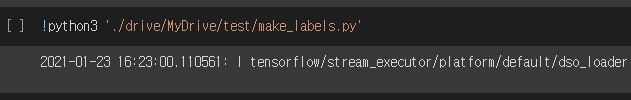 [ ] !python3 './drive/MyDrive/test/make_labels.py'
2021-01-23 16:23:00.110561: I tensorflow/stream_executor/platform/default/dso_loader